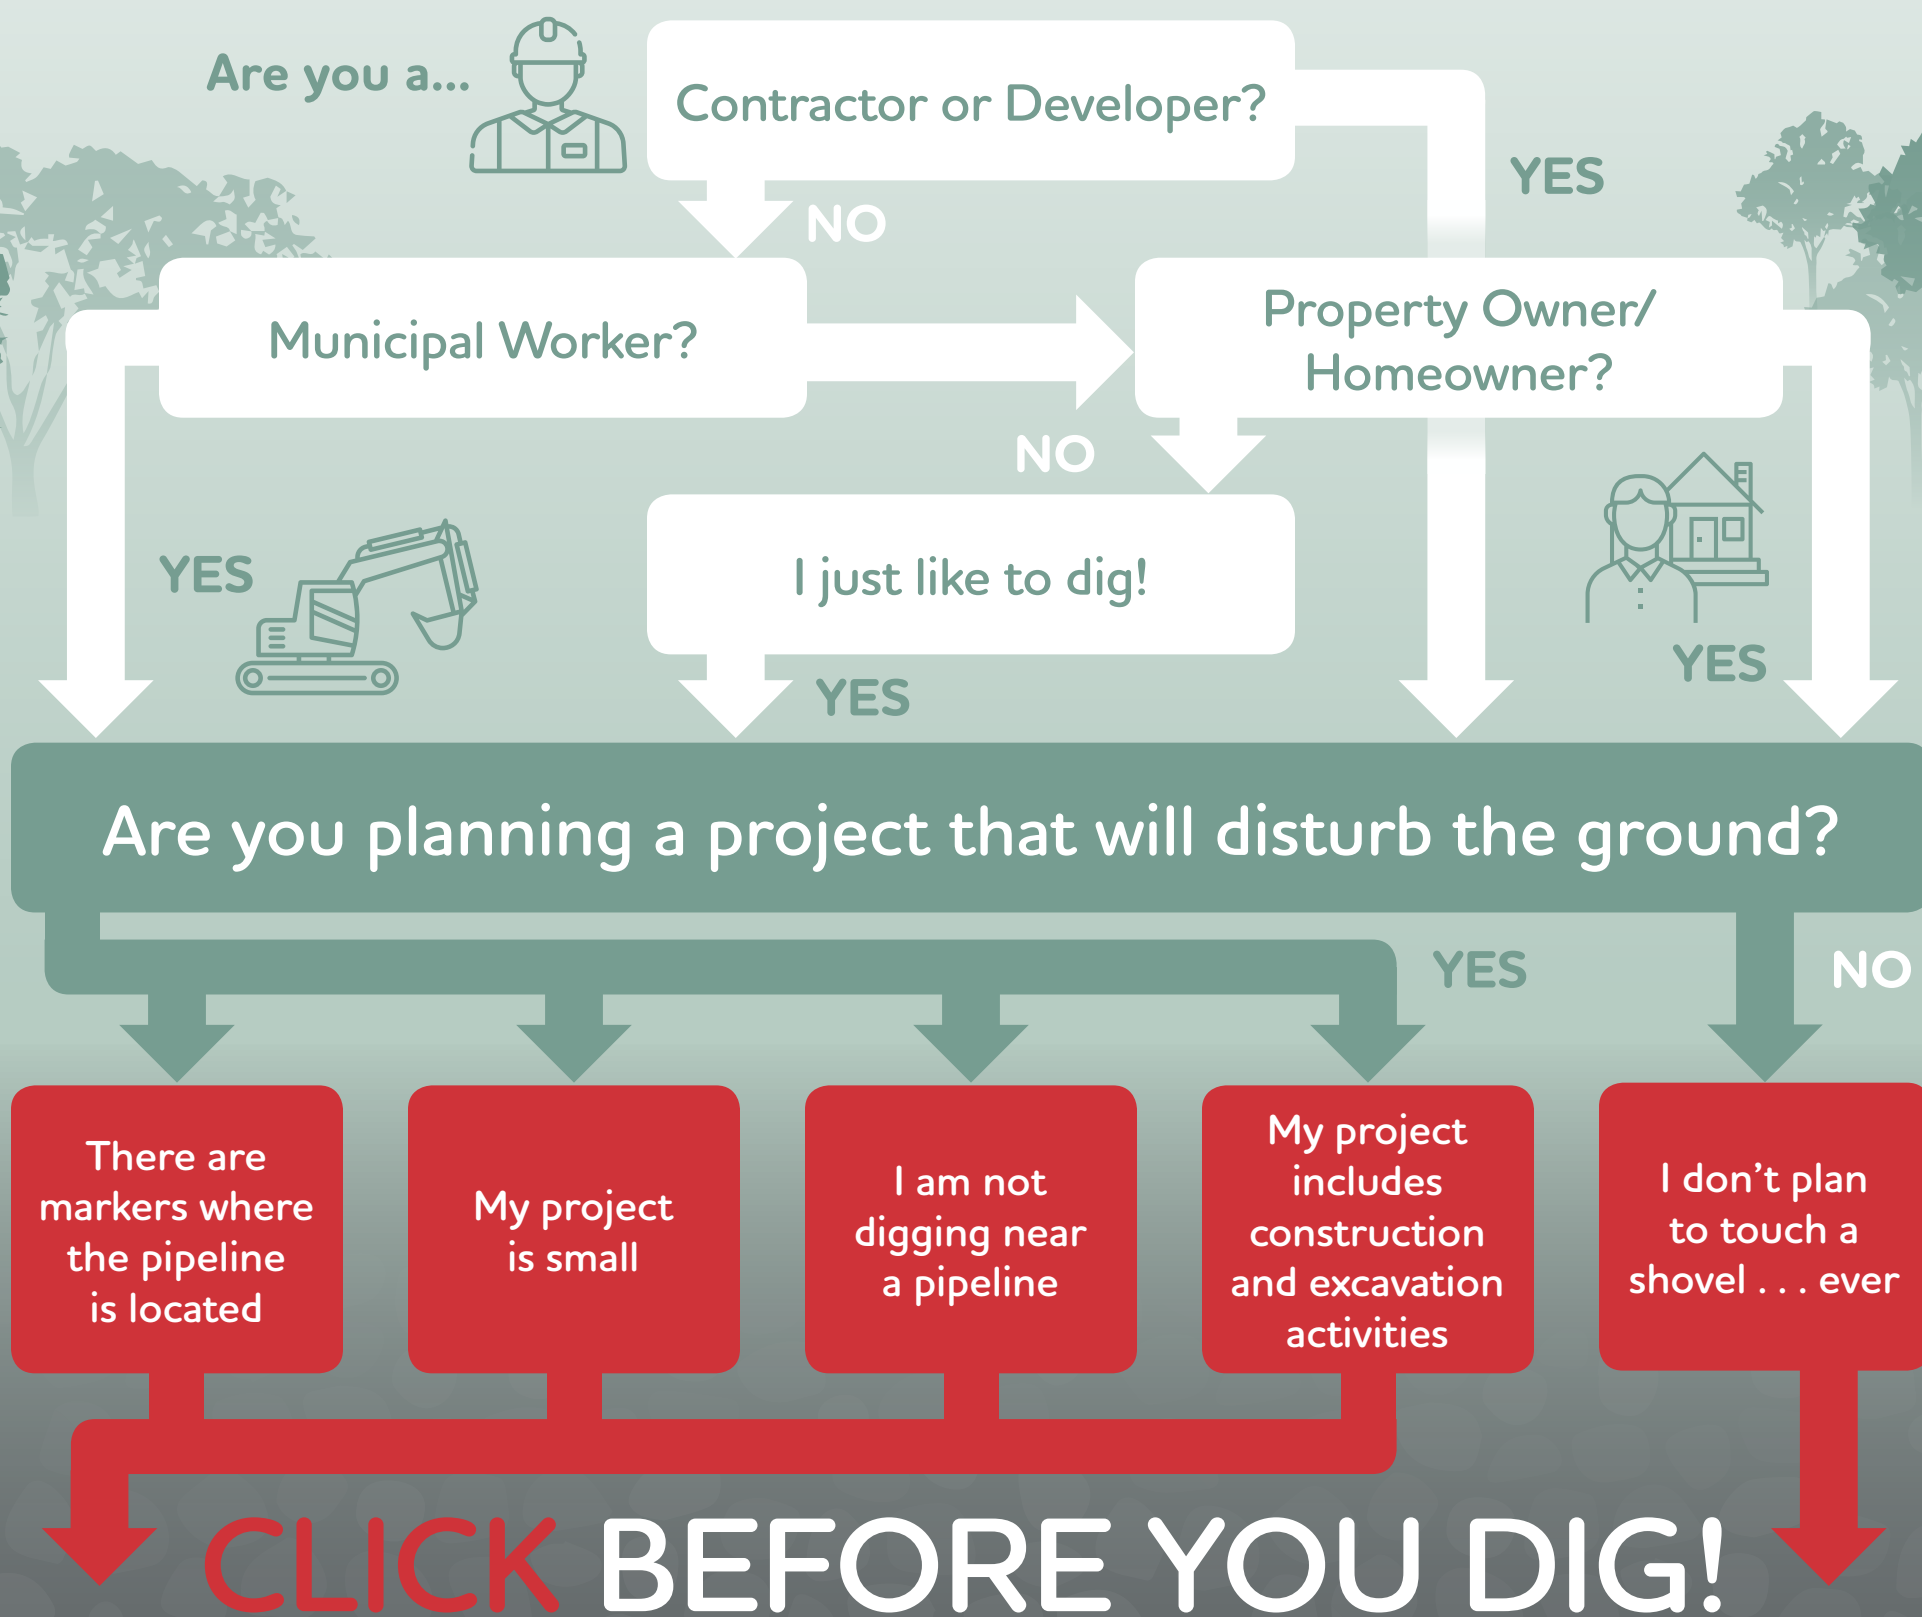 Are you a...
Contractor or Developer?
YES
NO
Municipal Worker?
Property Owner/
Homeowner?
NO
I just like to dig!
YES
YES
YES
Are you planning a project that will disturb the ground?
YES
NO
There are
markers where
the pipeline
is located
My project
is small
I am not
digging near
a pipeline
My project
includes
construction
and excavation
activities
I don’t plan
to touch a
shovel . . . ever
CLICK BEFORE YOU DIG!